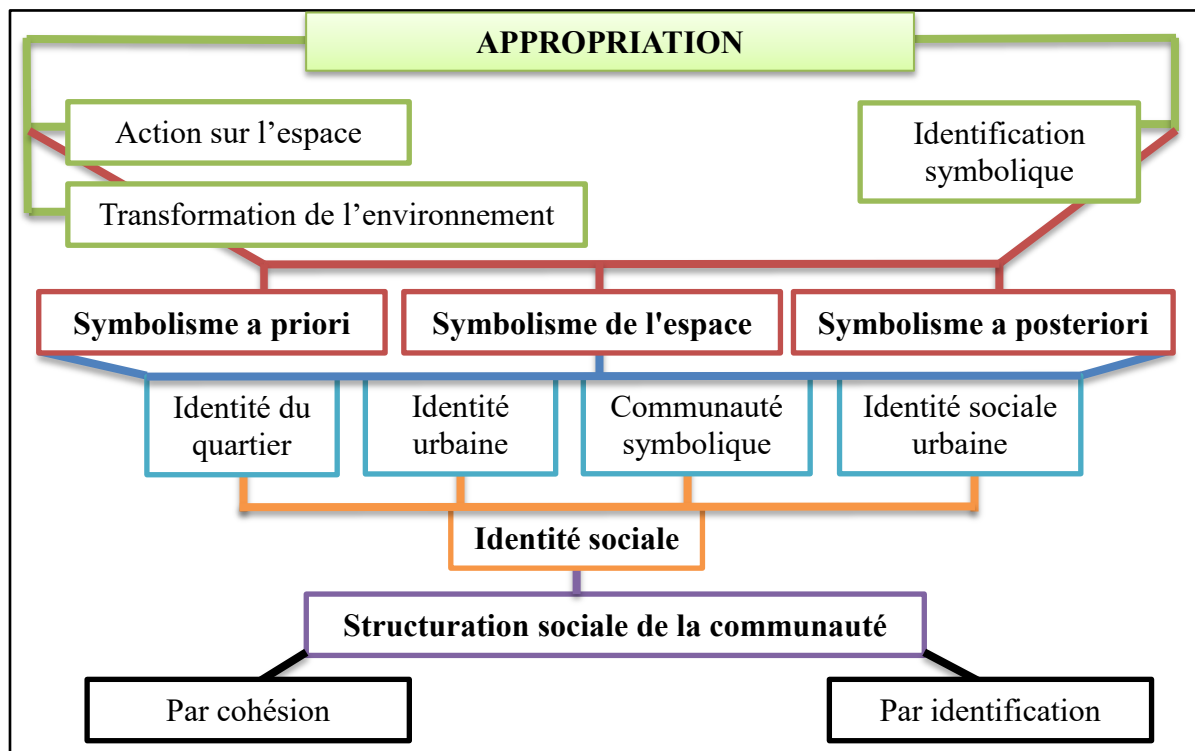 APPROPRIATION
Action sur l’espace
Transformation de l’environnement
Identification
symbolique
Symbolisme a priori
Symbolisme de l'espace
Symbolisme a posteriori
Identité du
quartier
Identité
urbaine
Communauté
symbolique
Identité sociale
urbaine
Identité sociale
Structuration sociale de la communauté
Par cohésion
Par identification